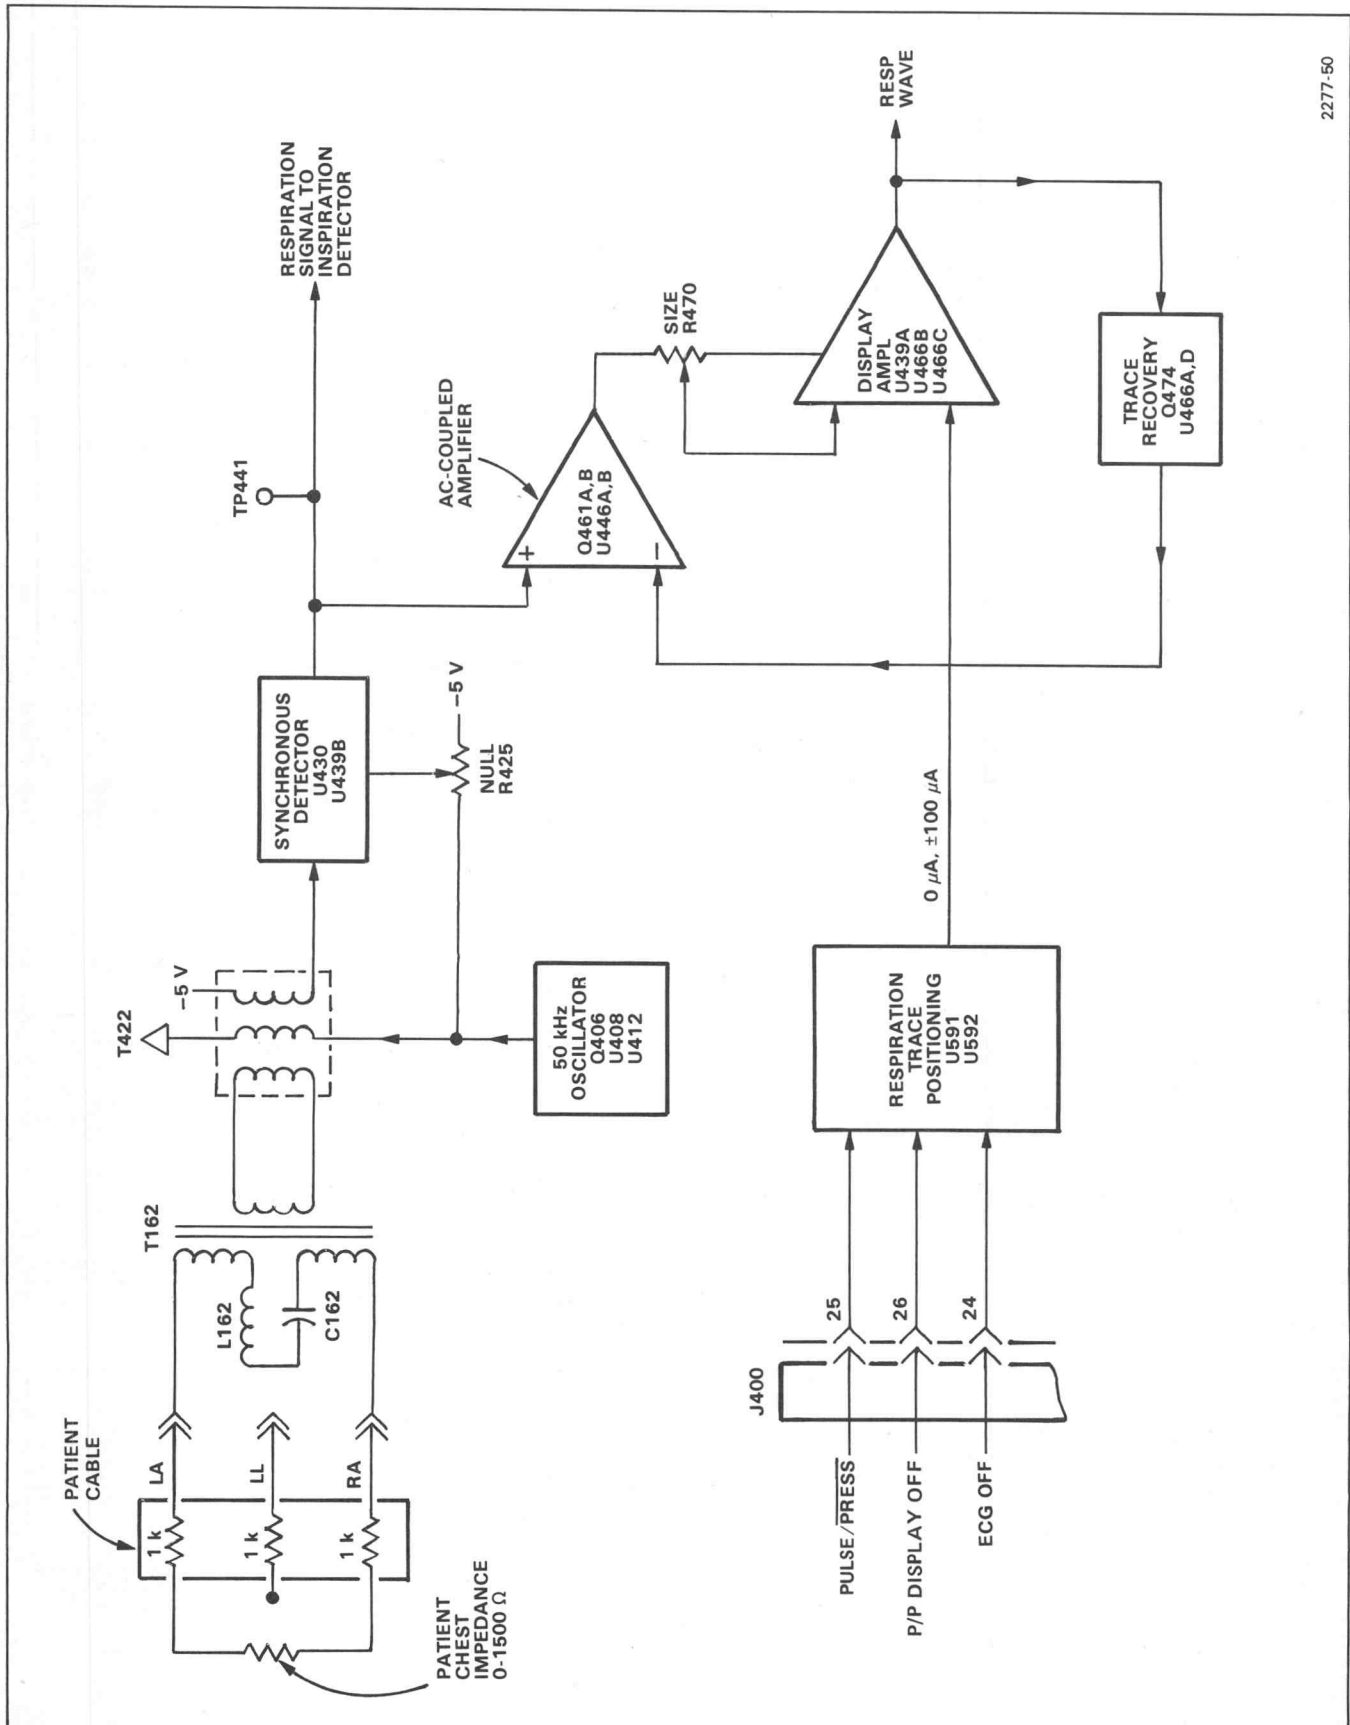 PATIENT
CABLE
1 k
LA
1 k
LL
1 k
RA
PATIENT
CHEST
IMPEDANCE
0-1500 Ω
L162
C162
T162
T422
−5 V
50 kHz
OSCILLATOR
Q406
U408
U412
SYNCHRONOUS
DETECTOR
U430
U439B
NULL
R425
−5 V
TP441
RESPIRATION
SIGNAL TO
INSPIRATION
DETECTOR
AC-COUPLED
AMPLIFIER
+
−
Q461A,B
U446A,B
SIZE
R470
DISPLAY
AMPL
U439A
U466B
U466C
RESP
WAVE
TRACE
RECOVERY
Q474
U466A,D
J400
PULSE/PRESS
25
P/P DISPLAY OFF
26
ECG OFF
24
RESPIRATION
TRACE
POSITIONING
U591
U592
0 μA, ±100 μA
2277-50